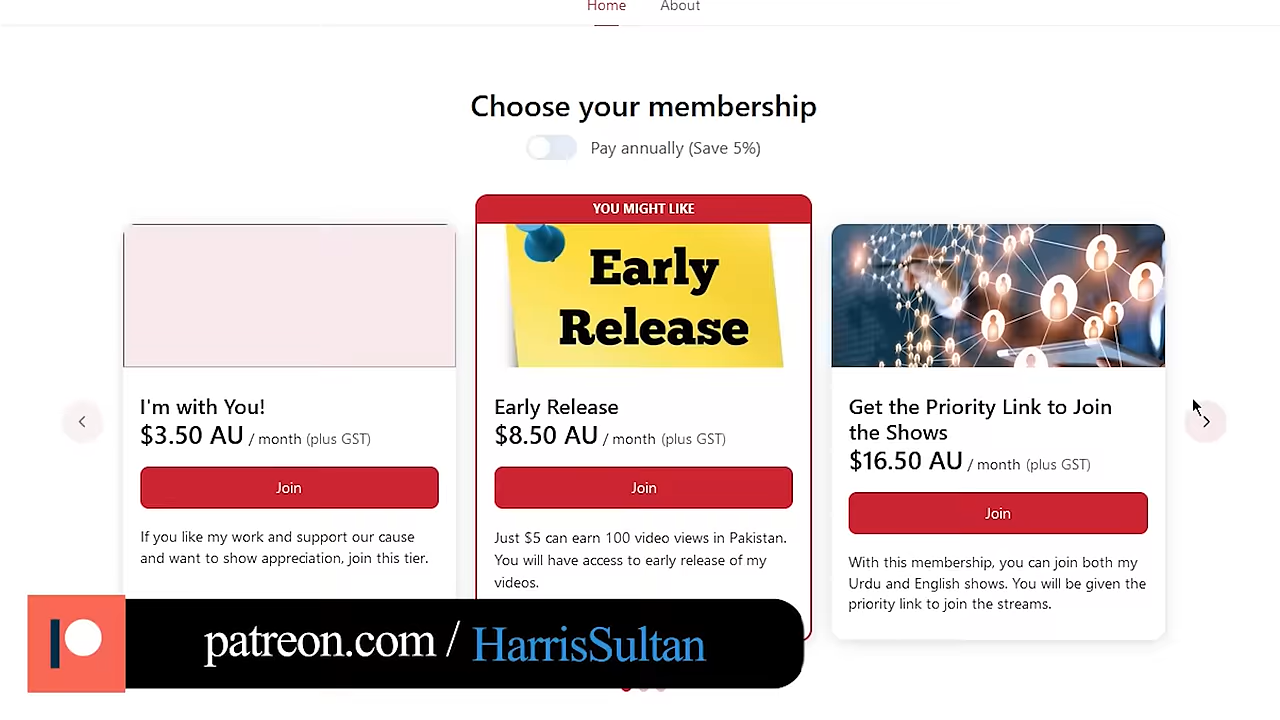 Home About
Choose your membership
Pay annually (Save 5%)
YOU MIGHT LIKE
Early
Release
I'm with You!
$3.50 AU / month (plus GST)
Join
If you like my work and support our cause
and want to show appreciation, join this tier.
Early Release
$8.50 AU / month (plus GST)
Join
Just $5 can earn 100 video views in Pakistan.
You will have access to early release of my
videos.
Get the Priority Link to Join
the Shows
$16.50 AU / month (plus GST)
Join
With this membership, you can join both my
Urdu and English shows. You will be given the
priority link to join the streams.
patreon.com / HarrisSultan